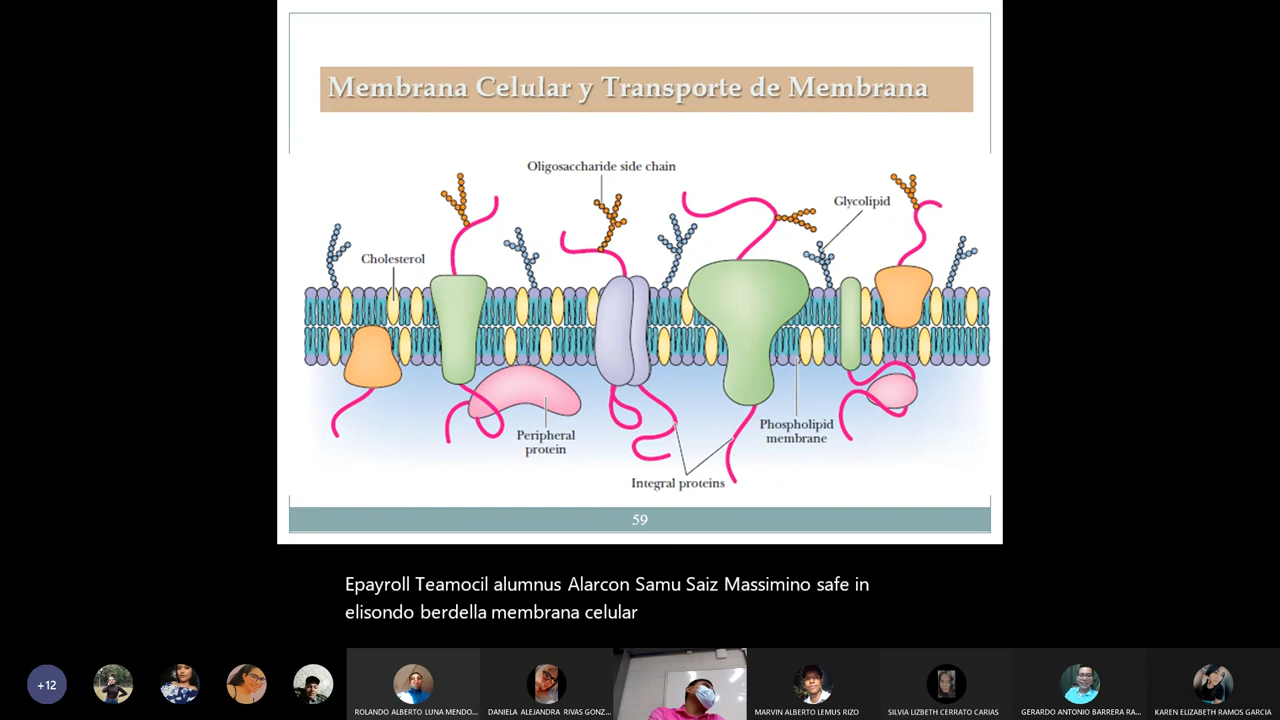 Membrana Celular y Transporte de Membrana
Oligosaccharide side chain
Glycolipid
Cholesterol
Peripheral
protein
Phospholipid
membrane
Integral proteins
59
Epayroll Teamocil alumnus Alarcon Samu Saiz Massimino safe in
elisondo berdella membrana celular
+12
ROLANDO ALBERTO LUNA MENDO...
DANIELA ALEJANDRA RIVAS GONZ...
MARVIN ALBERTO LEMUS RIZO
SILVIA LIZBETH CERRATO CARIAS
GERARDO ANTONIO BARRERA RA...
KAREN ELIZABETH RAMOS GARCIA